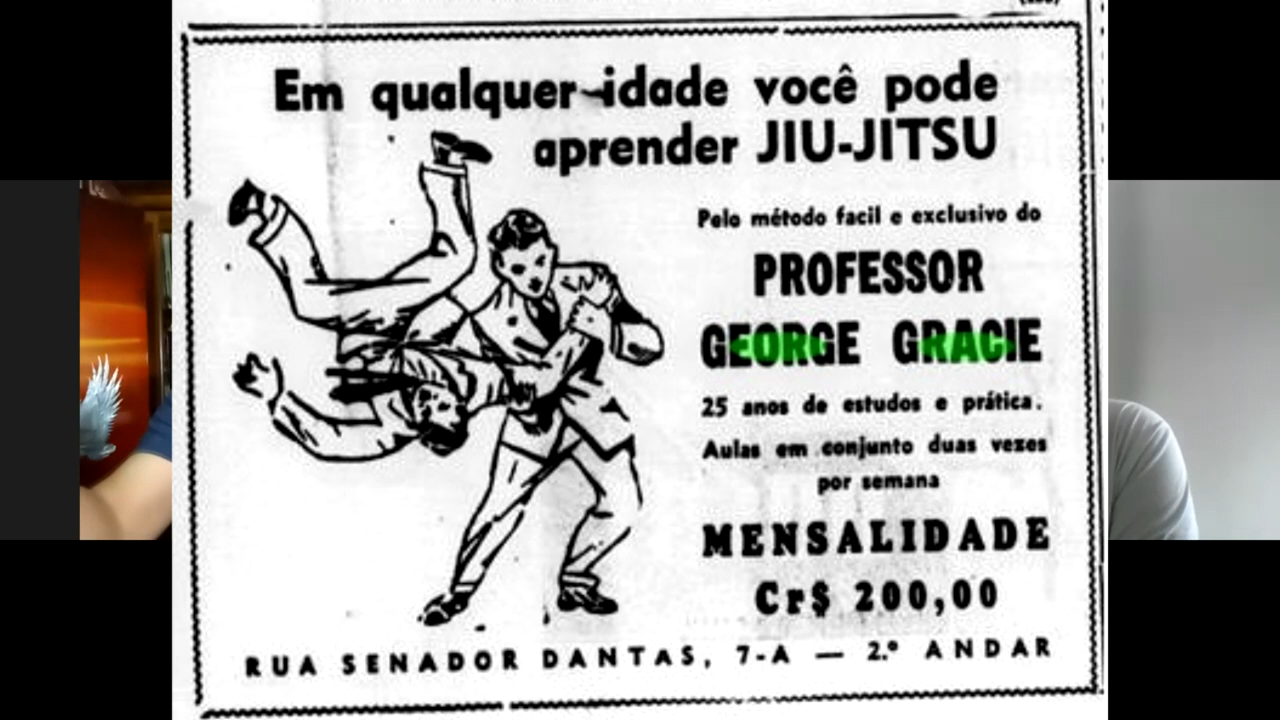 Em qualquer idade você pode
aprender JIU-JITSU
Pelo método facil e exclusivo do
PROFESSOR
GEORGE GRACIE
25 anos de estudos e prática.
Aulas em conjunto duas vezes
por semana
MENSALIDADE
Cr$ 200,00
RUA SENADOR DANTAS, 7-A — 2.º ANDAR